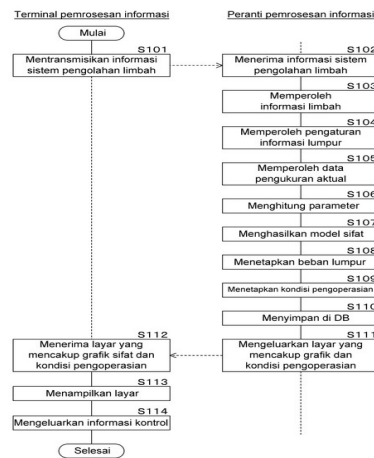 Terminal pemrosesan informasi
Peranti pemrosesan informasi
Mulai
S101
Mentransmisikan informasi
sistem pengolahan limbah
S102
Menerima informasi sistem
pengolahan limbah
S103
Memperoleh
informasi limbah
S104
Memperoleh pengaturan
informasi lumpur
S105
Memperoleh data
pengukuran aktual
S106
Menghitung parameter
S107
Menghasilkan model sifat
S108
Menetapkan beban lumpur
S109
Menetapkan kondisi pengoperasian
S110
Menyimpan di DB
S111
Mengeluarkan layar yang
mencakup grafik dan
kondisi pengoperasian
S112
Menerima layar yang
mencakup grafik sifat dan
kondisi pengoperasian
S113
Menampilkan layar
S114
Mengeluarkan informasi kontrol
Selesai